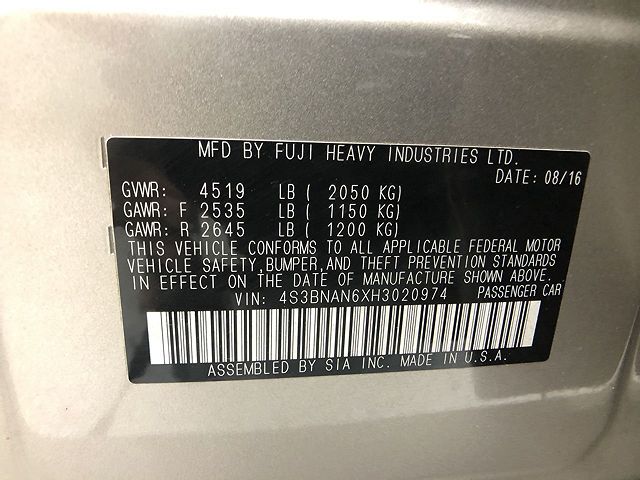 MFD BY FUJI HEAVY INDUSTRIES LTD.
DATE: 08/16
GVWR: 4519 LB ( 2050 KG)
GAWR: F 2535 LB ( 1150 KG)
GAWR: R 2645 LB ( 1200 KG)
THIS VEHICLE CONFORMS TO ALL APPLICABLE FEDERAL MOTOR
VEHICLE SAFETY,BUMPER,AND THEFT PREVENTION STANDARDS
IN EFFECT ON THE DATE OF MANUFACTURE SHOWN ABOVE.
VIN: 4S3BNAN6XH3020974 PASSENGER CAR
ASSEMBLED BY SIA INC. MADE IN U.S.A.